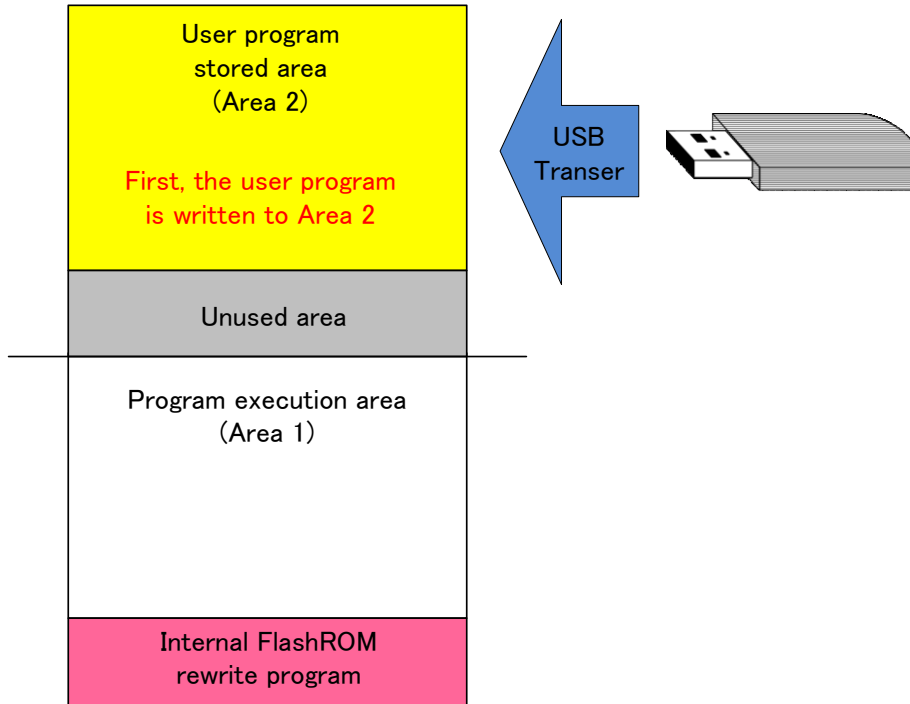 User program
stored area
(Area 2)
First, the user program
is written to Area 2
USB
Transer
Unused area
Program execution area
(Area 1)
Internal FlashROM
rewrite program